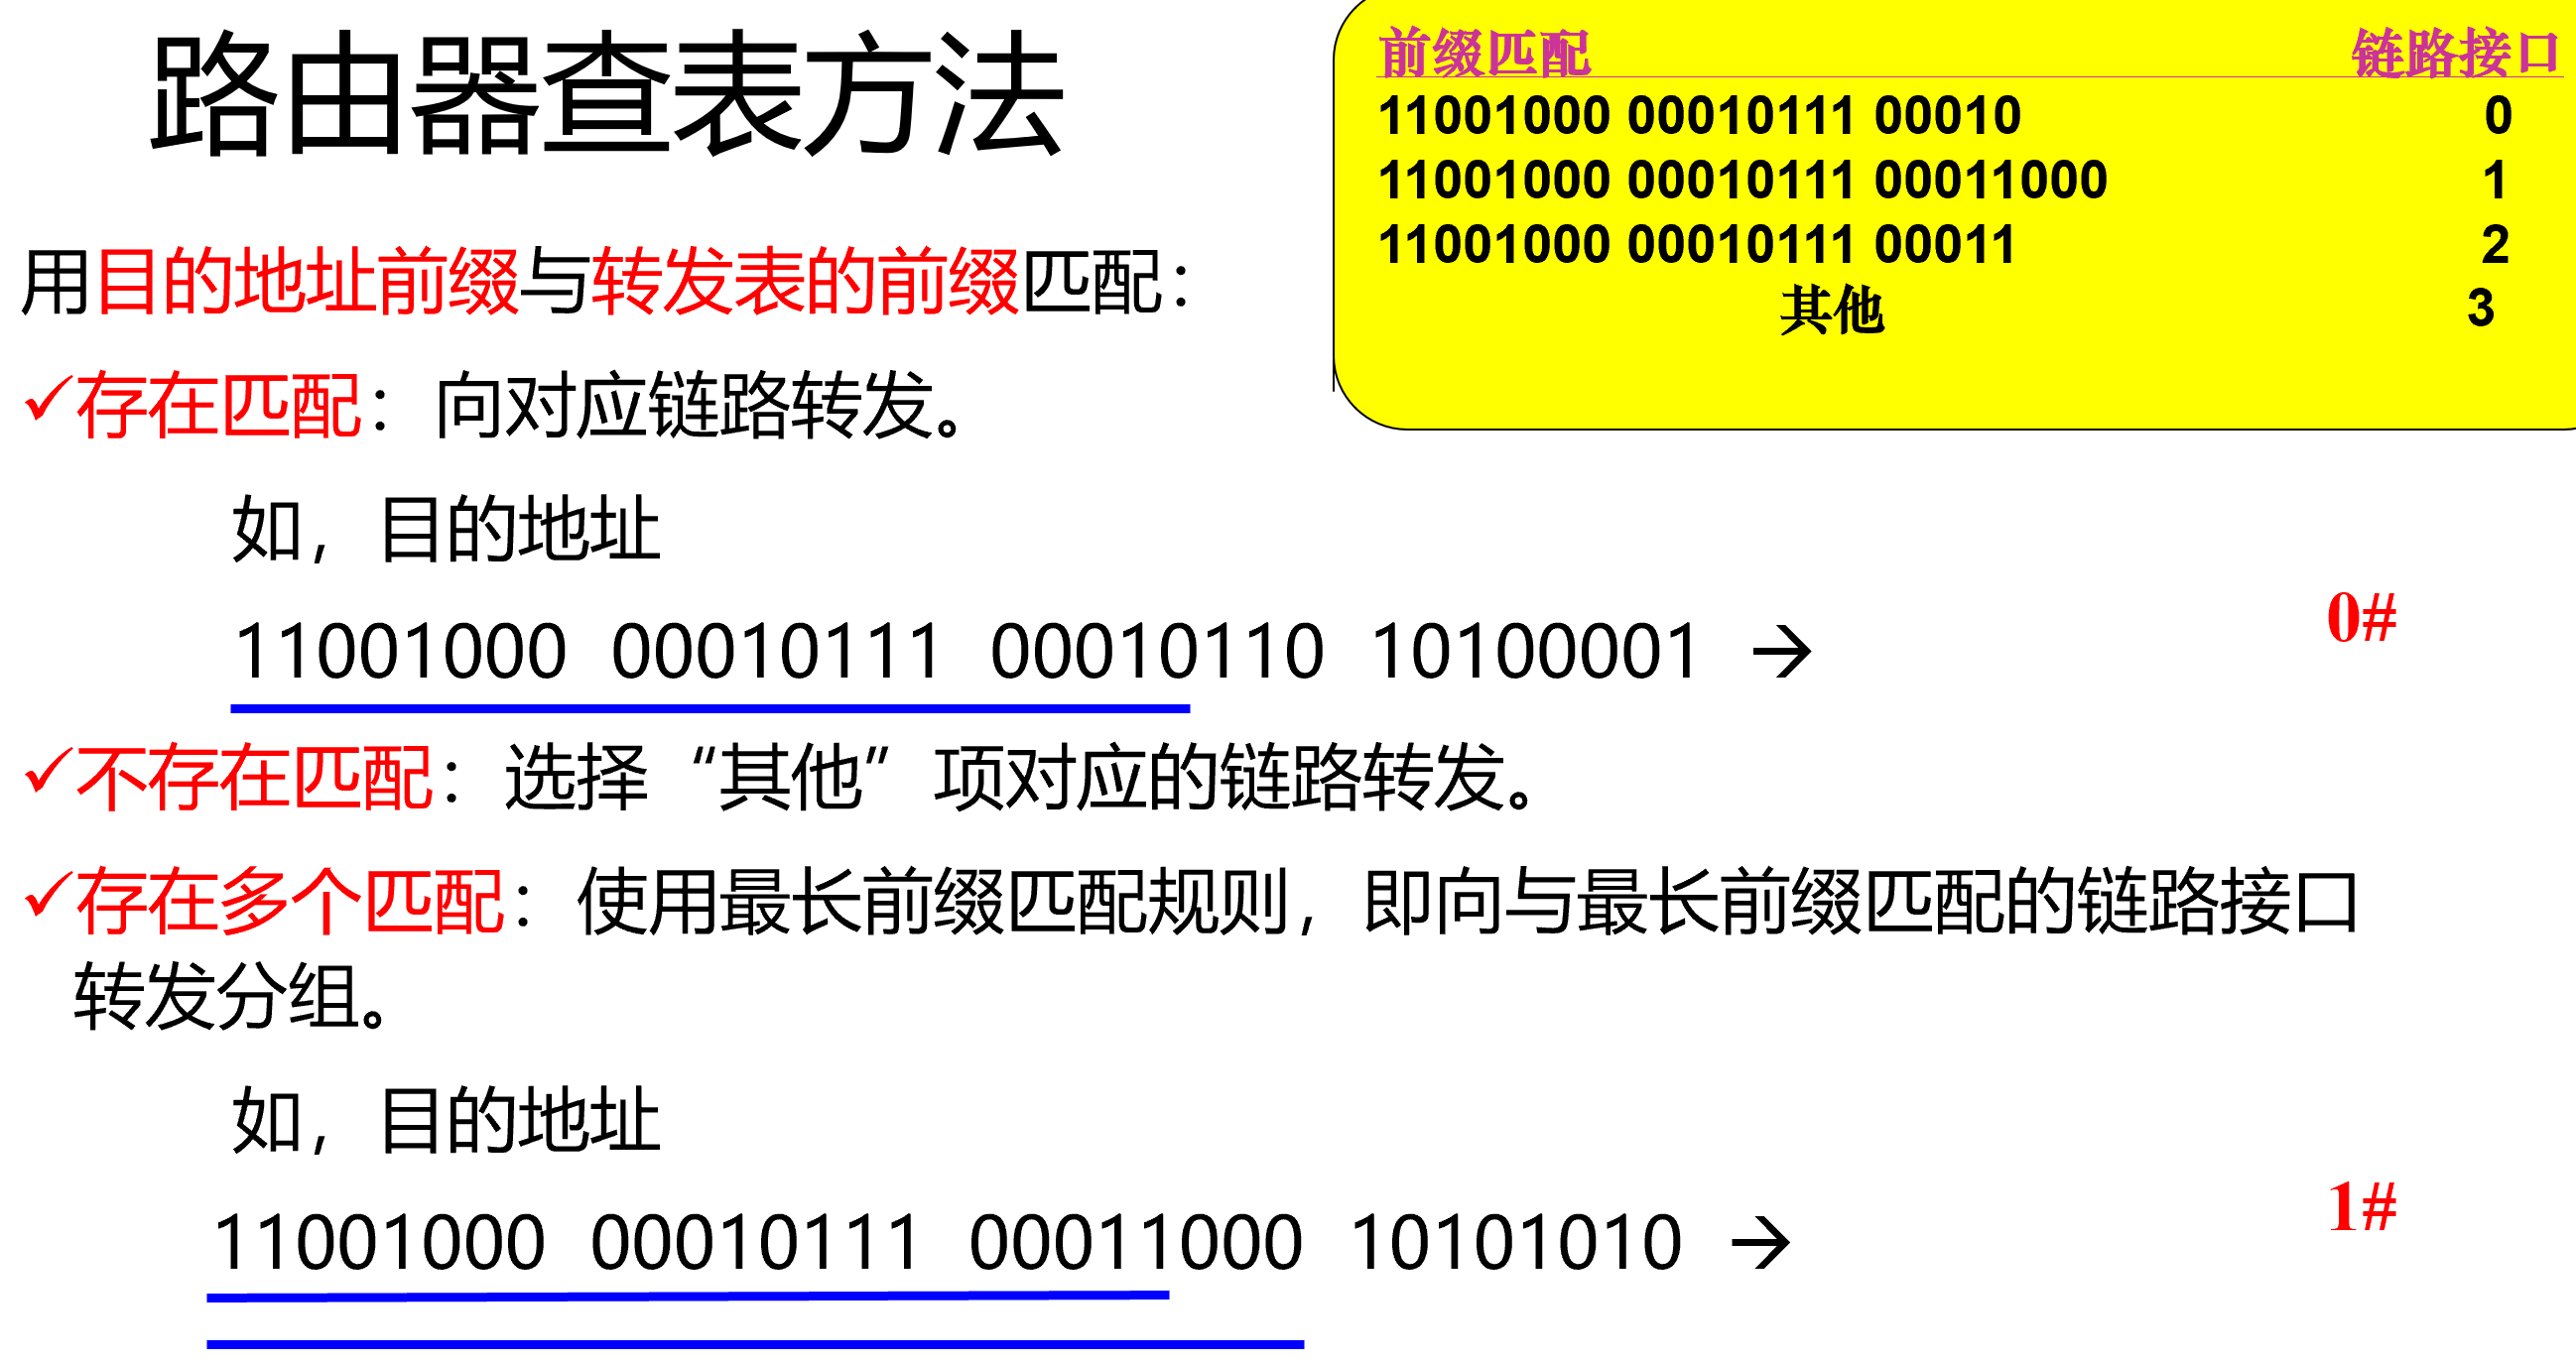 路由器查表方法
前缀匹配 链路接口
11001000 00010111 00010 0
11001000 00010111 00011000 1
11001000 00010111 00011 2
其他 3
用目的地址前缀与转发表的前缀匹配：
✓存在匹配：向对应链路转发。
如，目的地址
11001000 00010111 00010110 10100001 → 0#
✓不存在匹配：选择“其他”项对应的链路转发。
✓存在多个匹配：使用最长前缀匹配规则，即向与最长前缀匹配的链路接口
转发分组。
如，目的地址
11001000 00010111 00011000 10101010 → 1#